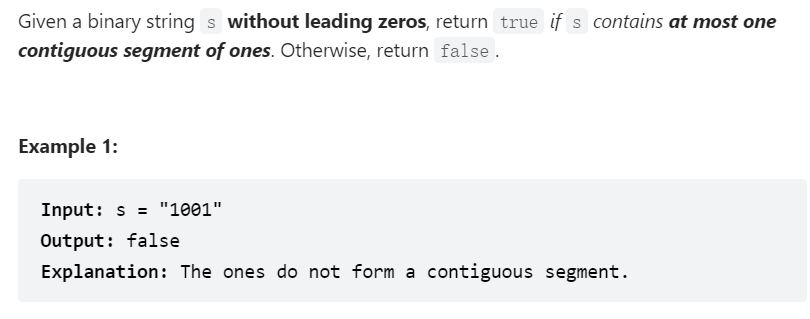 Given a binary string s without leading zeros, return true if s contains at most one
contiguous segment of ones. Otherwise, return false.
Example 1:
Input: s = "1001"
Output: false
Explanation: The ones do not form a contiguous segment.